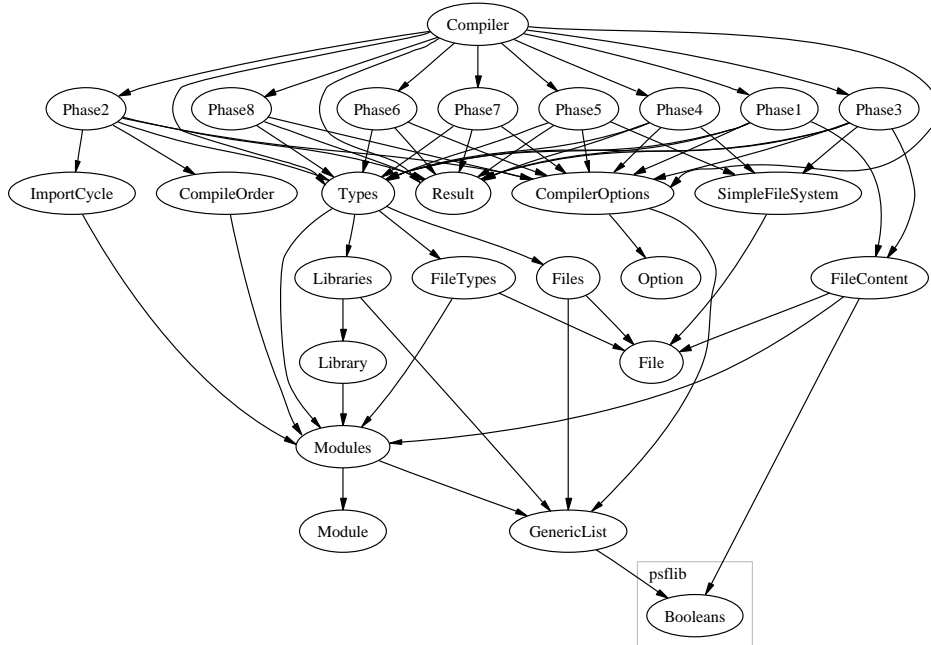 Compiler
Phase2 Phase8 Phase6 Phase7 Phase5 Phase4 Phase1 Phase3
ImportCycle CompileOrder Types Result CompilerOptions SimpleFileSystem
Libraries FileTypes Files Option FileContent
Library File
Modules
Module GenericList
psflib
Booleans